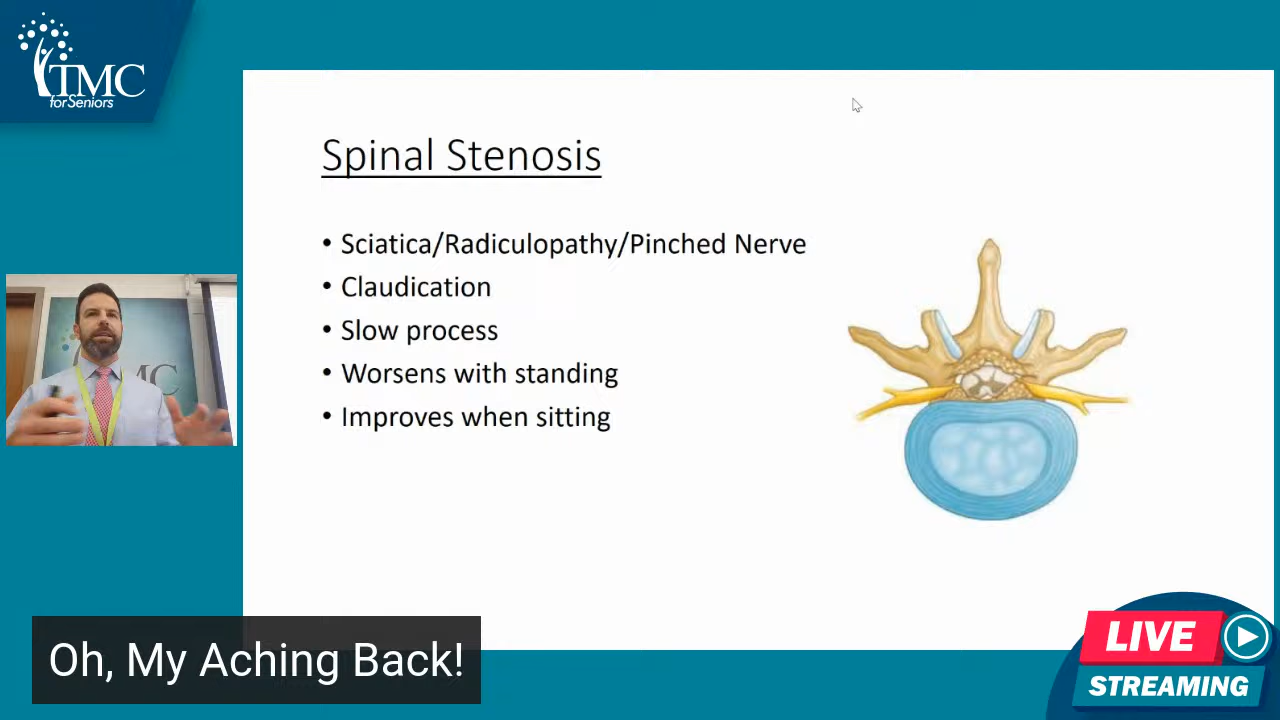 TMC
for Seniors
Spinal Stenosis
• Sciatica/Radiculopathy/Pinched Nerve
• Claudication
• Slow process
• Worsens with standing
• Improves when sitting
MC
Oh, My Aching Back!
LIVE
STREAMING